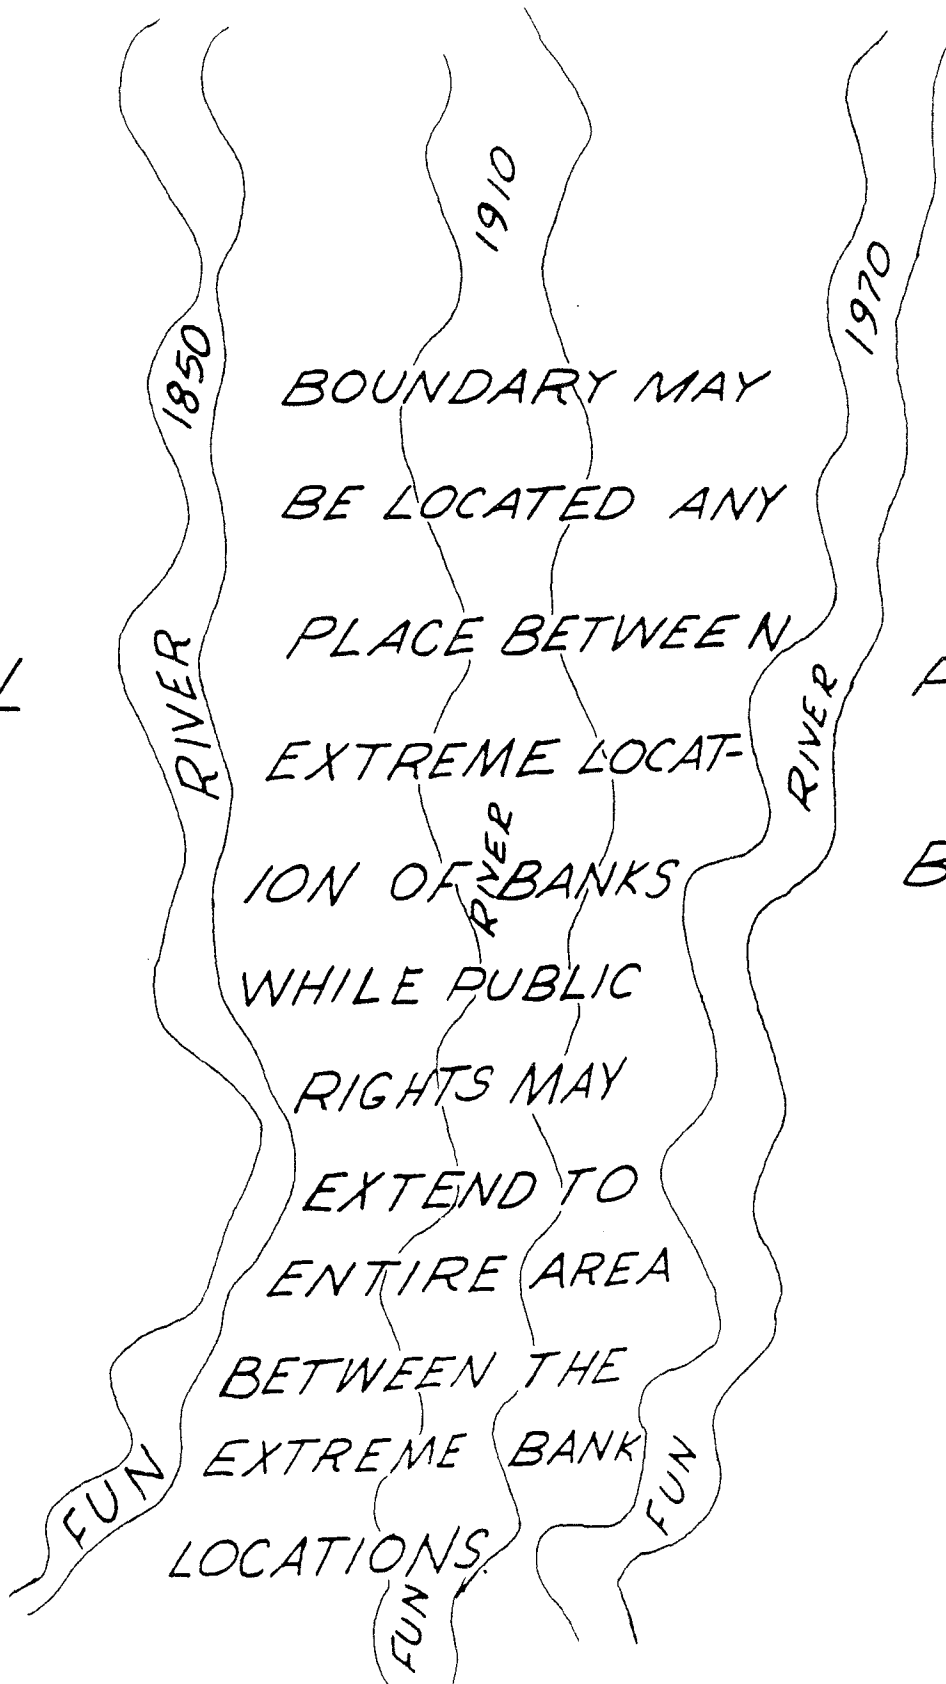 1910
1970
1850
BOUNDARY MAY
BE LOCATED ANY
PLACE BETWEEN
EXTREME LOCAT-
ION OF BANKS
WHILE PUBLIC
RIGHTS MAY
EXTEND TO
ENTIRE AREA
BETWEEN THE
EXTREME BANK
LOCATIONS.
RIVER
RIVER
RIVER
FUN
FUN
FUN
B